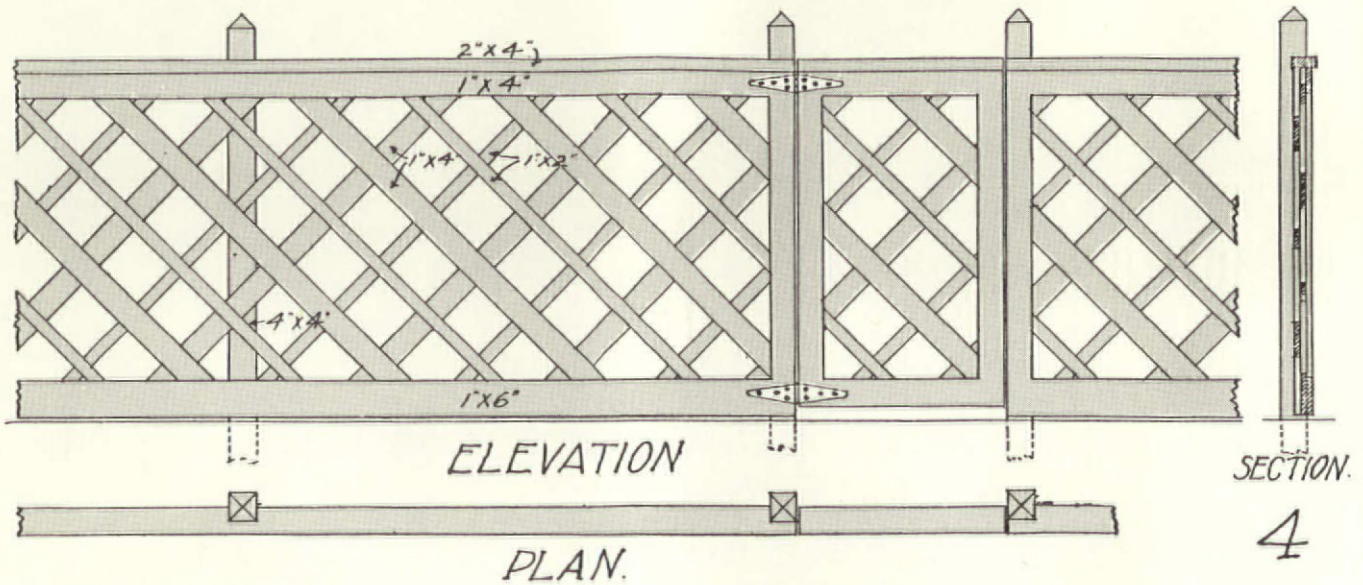 2"X4"
1"X4"
1"X4"
1"X2"
4"X4"
1"X6"
ELEVATION
SECTION.
PLAN.
4